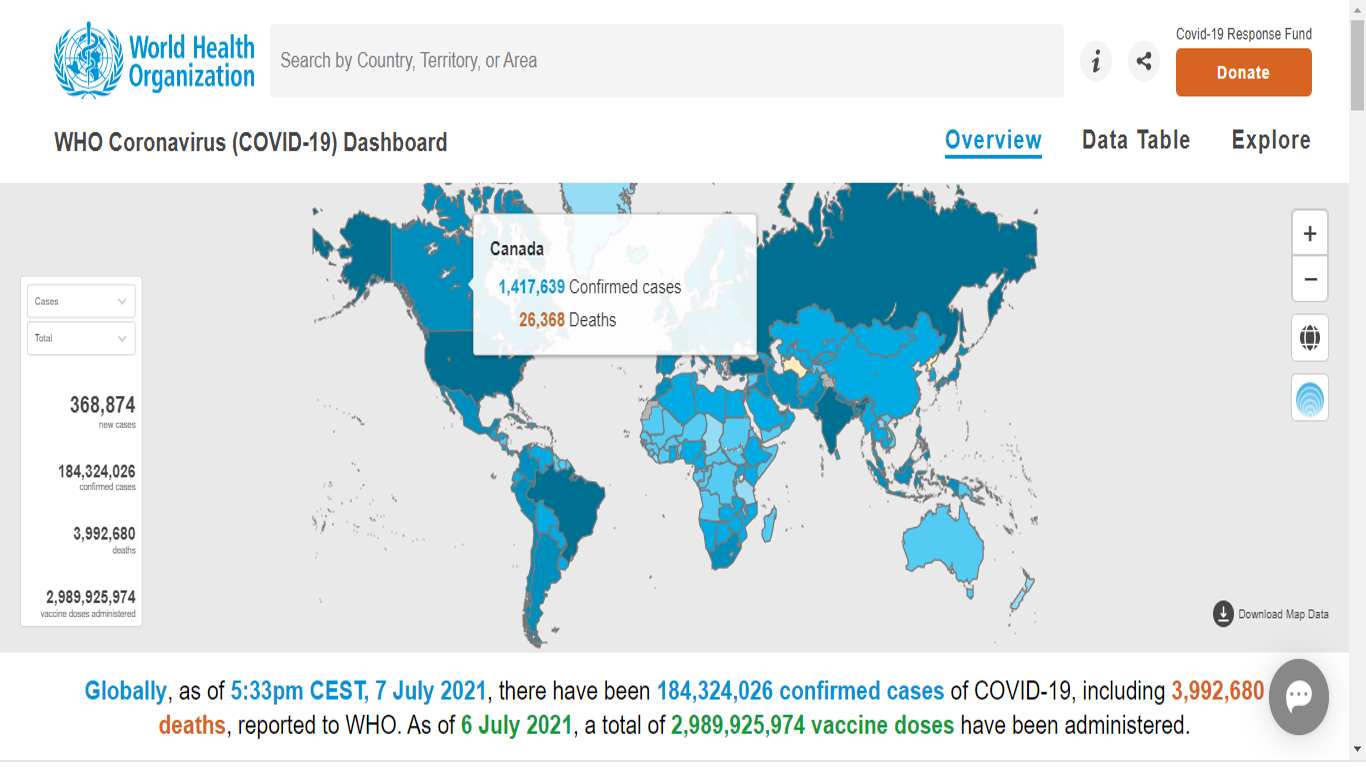 World Health
Organization
Search by Country, Territory, or Area
i
Covid-19 Response Fund
Donate
WHO Coronavirus (COVID-19) Dashboard
Overview
Data Table
Explore
Canada
1,417,639 Confirmed cases
26,368 Deaths
+
−
Cases
Total
368,874
new cases
184,324,026
confirmed cases
3,992,680
deaths
2,989,925,974
vaccine doses administered
Download Map Data
Globally, as of 5:33pm CEST, 7 July 2021, there have been 184,324,026 confirmed cases of COVID-19, including 3,992,680
deaths, reported to WHO. As of 6 July 2021, a total of 2,989,925,974 vaccine doses have been administered.